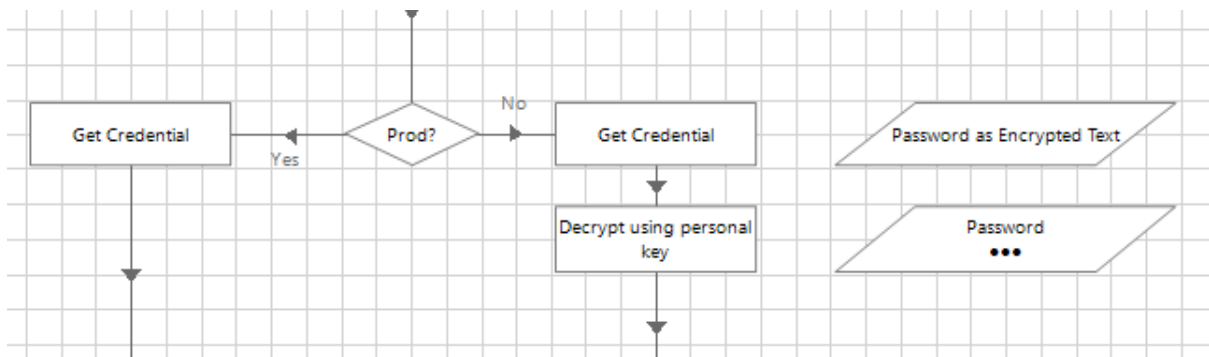 No
Get Credential
Prod?
Get Credential
Password as Encrypted Text
Yes
Decrypt using personal
key
Password
●●●